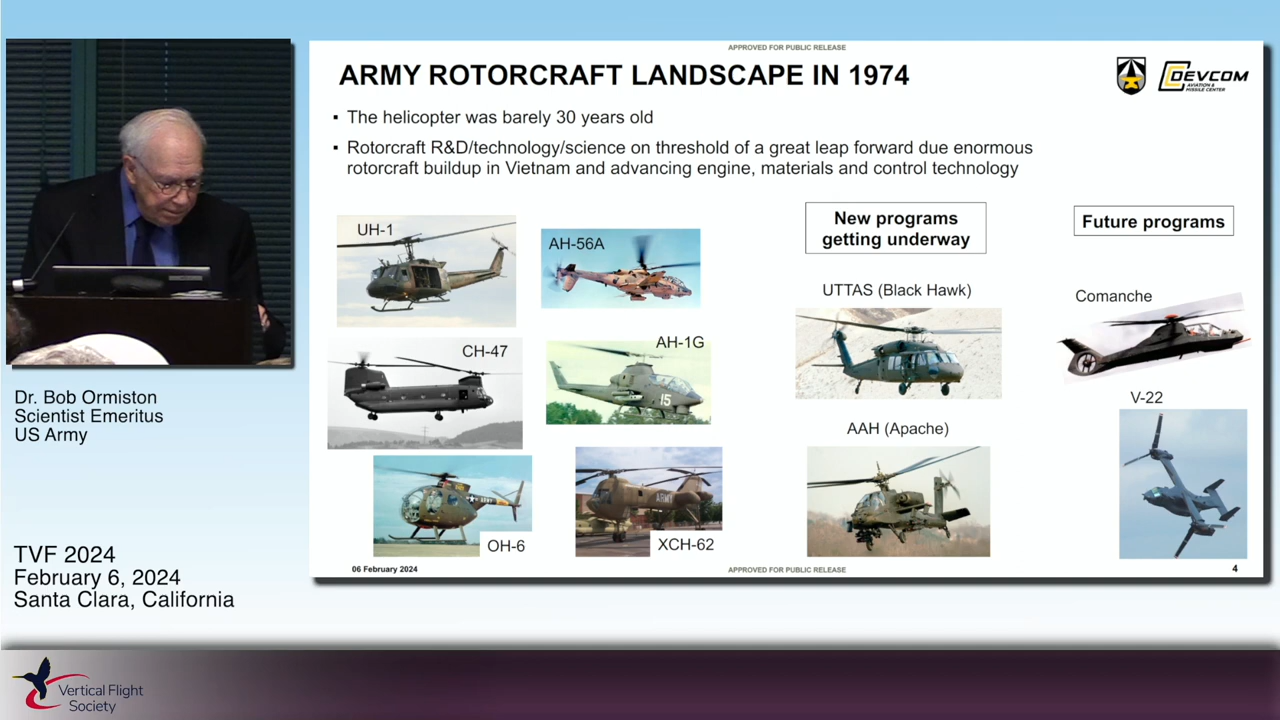 APPROVED FOR PUBLIC RELEASE
ARMY ROTORCRAFT LANDSCAPE IN 1974
DEVCOM
AVIATION &
MISSILE CENTER
▪ The helicopter was barely 30 years old
▪ Rotorcraft R&D/technology/science on threshold of a great leap forward due enormous
rotorcraft buildup in Vietnam and advancing engine, materials and control technology
UH-1
AH-56A
New programs
getting underway
Future programs
CH-47
AH-1G
15
UTTAS (Black Hawk)
Comanche
V-22
AAH (Apache)
ARMY
OH-6
ARMY
XCH-62
06 February 2024
APPROVED FOR PUBLIC RELEASE
4
Dr. Bob Ormiston
Scientist Emeritus
US Army
TVF 2024
February 6, 2024
Santa Clara, California
Vertical Flight
Society